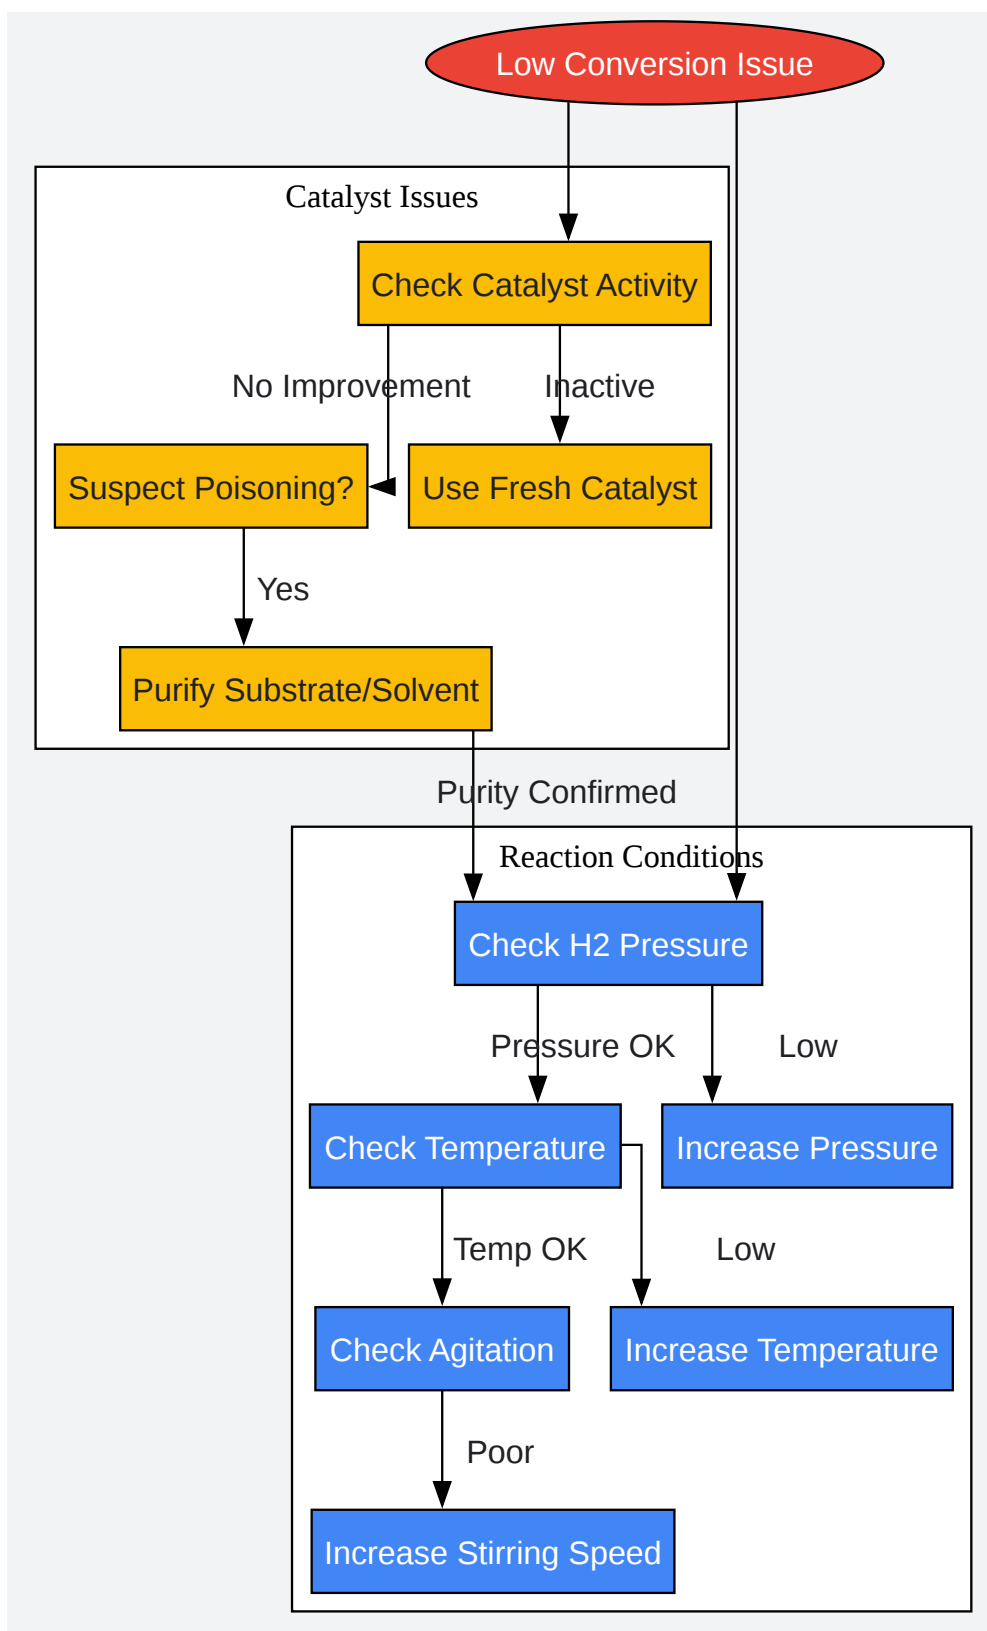 Low Conversion Issue
Catalyst Issues
Check Catalyst Activity
No Improvement
Inactive
Suspect Poisoning?
Use Fresh Catalyst
Yes
Purify Substrate/Solvent
Purity Confirmed
Reaction Conditions
Check H2 Pressure
Pressure OK
Low
Check Temperature
Increase Pressure
Temp OK
Low
Check Agitation
Increase Temperature
Poor
Increase Stirring Speed